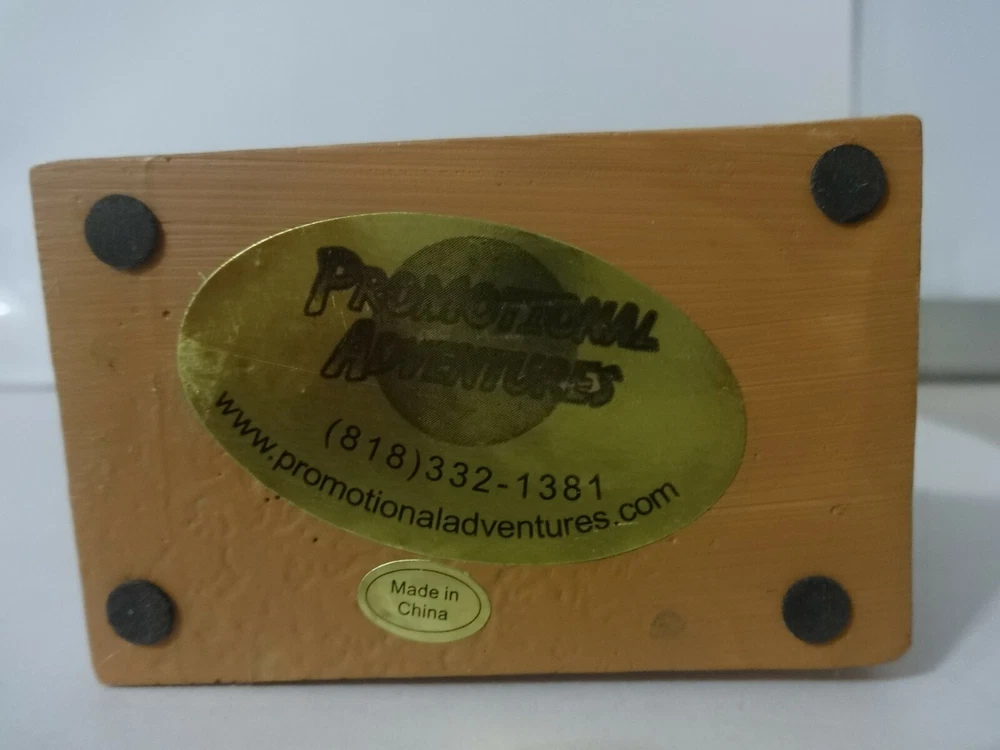 PROMOTIONAL
ADVENTURES
(818)332-1381
www.promotionaladventures.com
Made in
China